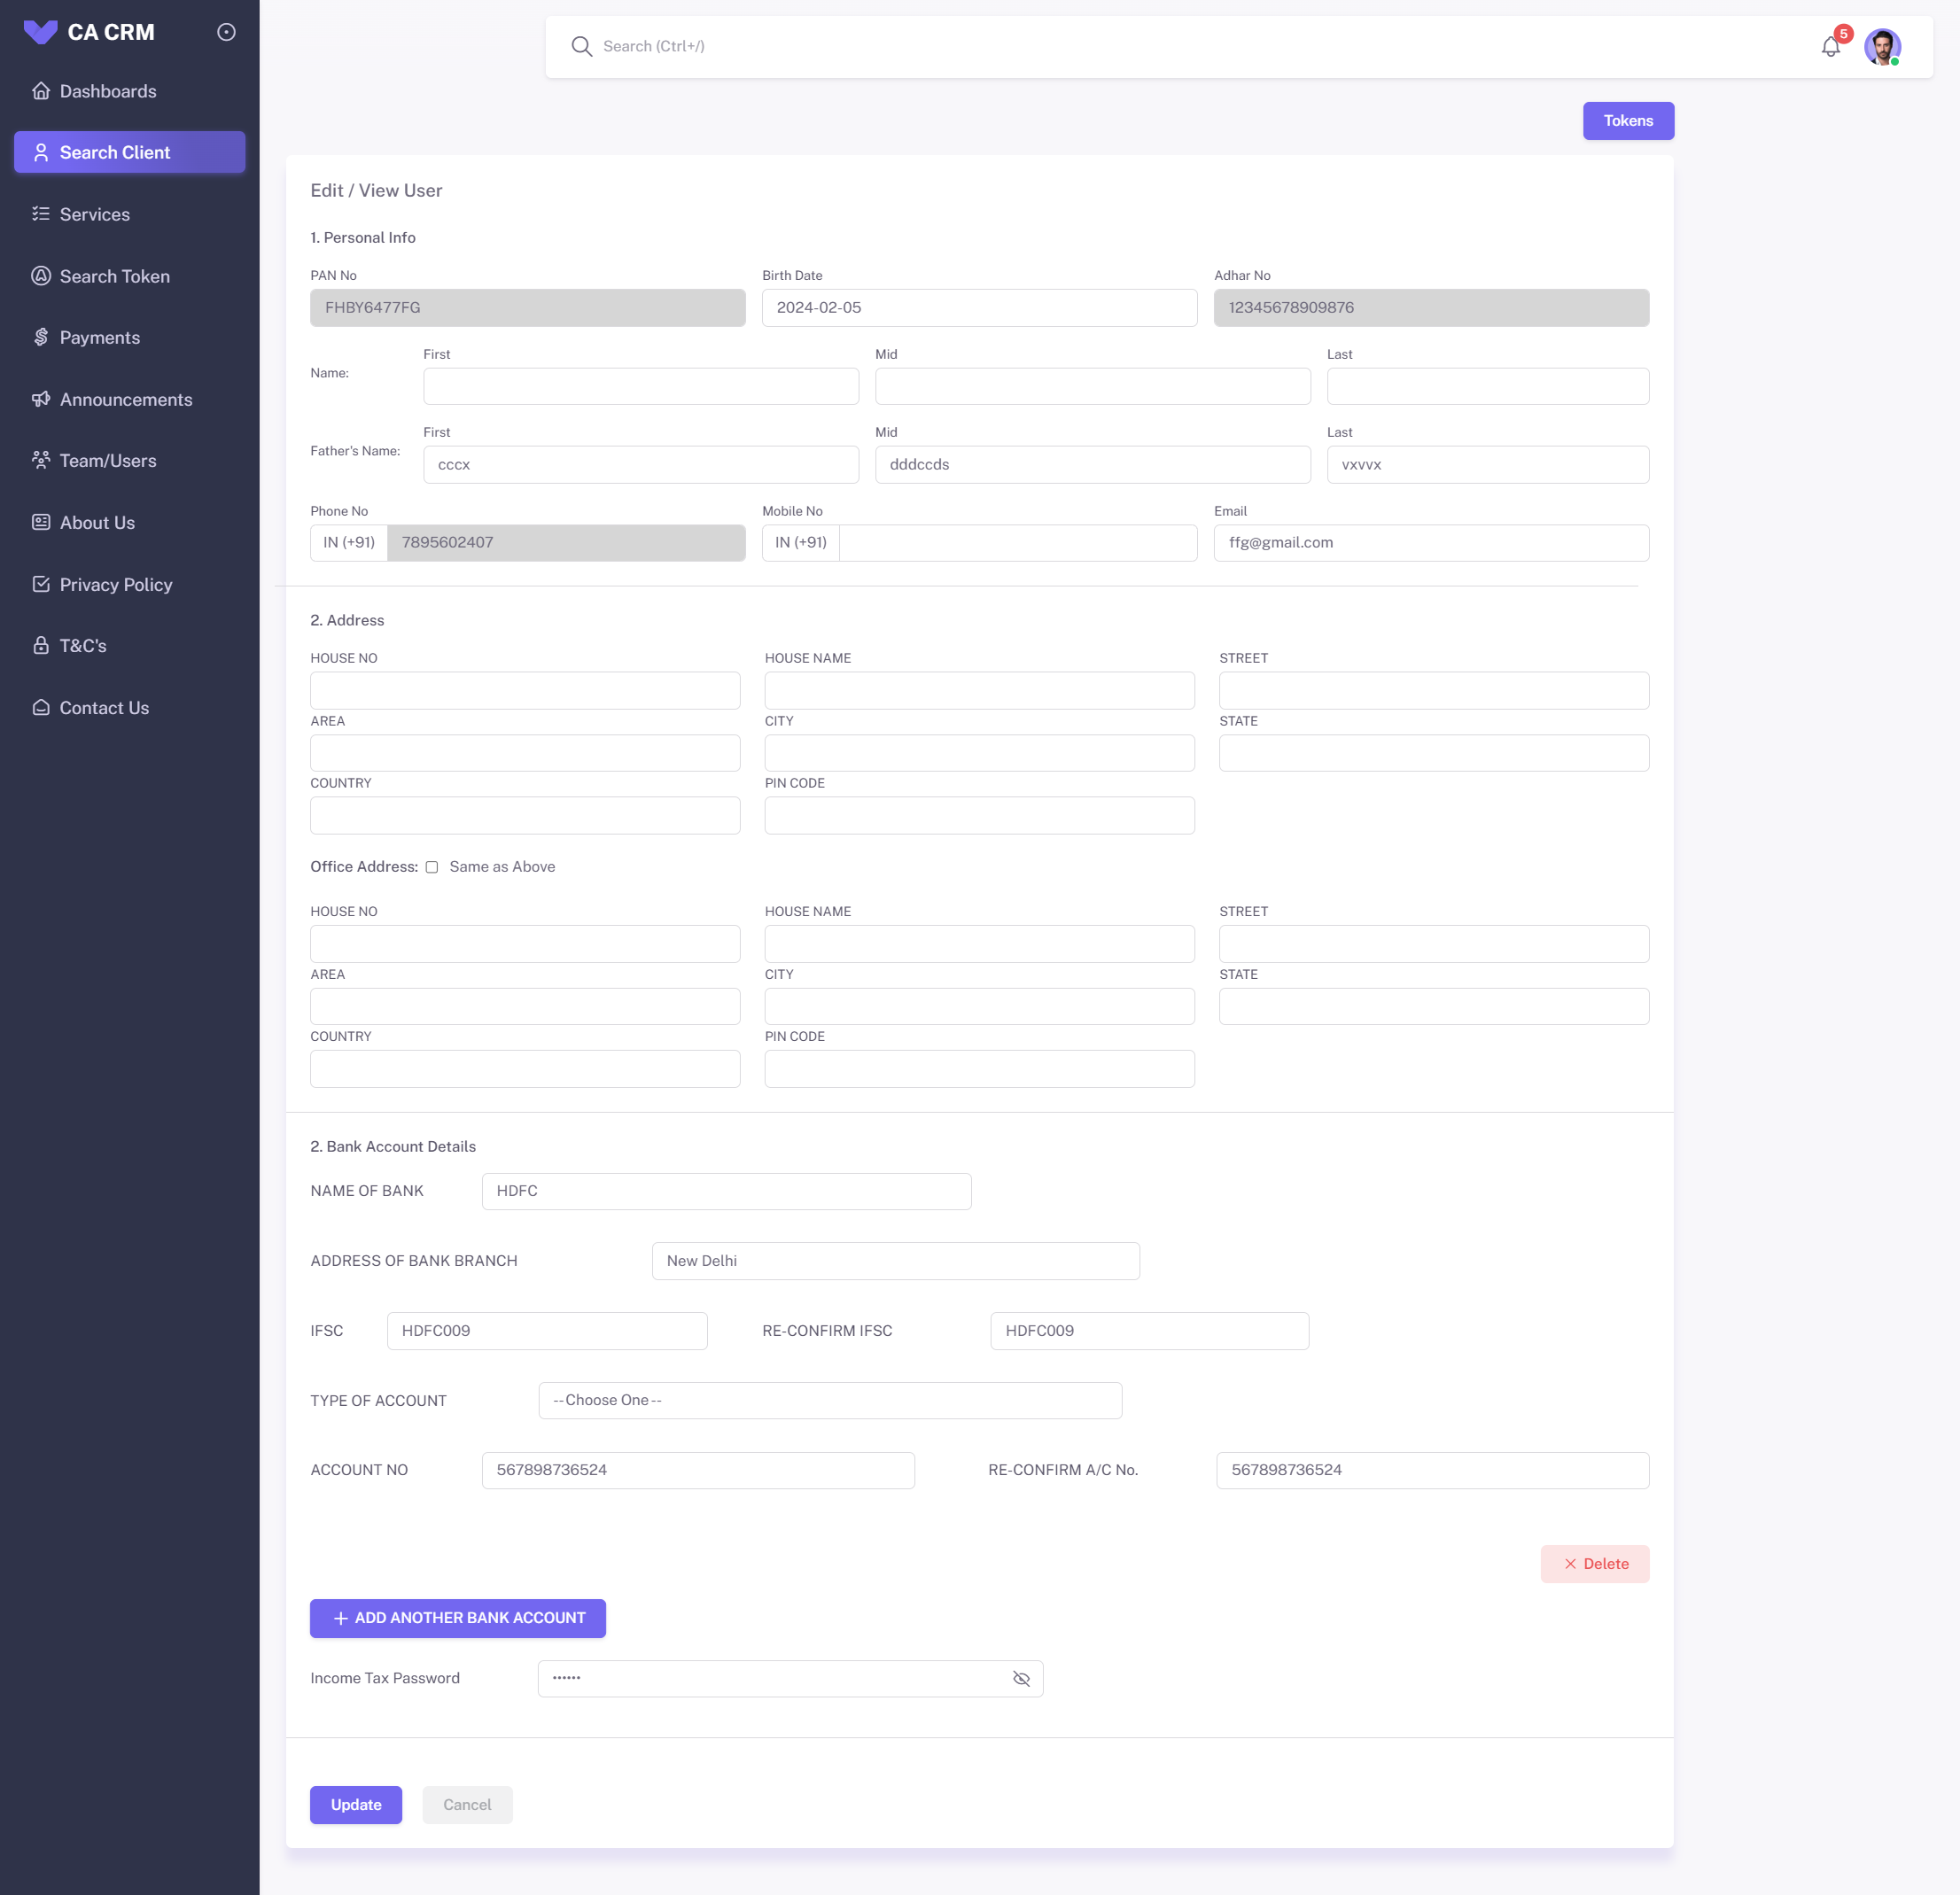 CA CRM
Search (Ctrl+/)
5
Dashboards
Search Client
Services
Search Token
Payments
Announcements
Team/Users
About Us
Privacy Policy
T&C's
Contact Us
Tokens
Edit / View User
1. Personal Info
PAN No Birth Date Adhar No
FHBY6477FG 2024-02-05 12345678909876
First Mid Last
Name:
First Mid Last
Father's Name: cccx dddccds vxvvx
Phone No Mobile No Email
IN (+91) 7895602407 IN (+91) ffg@gmail.com
2. Address
HOUSE NO HOUSE NAME STREET
AREA CITY STATE
COUNTRY PIN CODE
Office Address: Same as Above
HOUSE NO HOUSE NAME STREET
AREA CITY STATE
COUNTRY PIN CODE
2. Bank Account Details
NAME OF BANK HDFC
ADDRESS OF BANK BRANCH New Delhi
IFSC HDFC009 RE-CONFIRM IFSC HDFC009
TYPE OF ACCOUNT --Choose One--
ACCOUNT NO 567898736524 RE-CONFIRM A/C No. 567898736524
Delete
ADD ANOTHER BANK ACCOUNT
Income Tax Password ······
Update Cancel